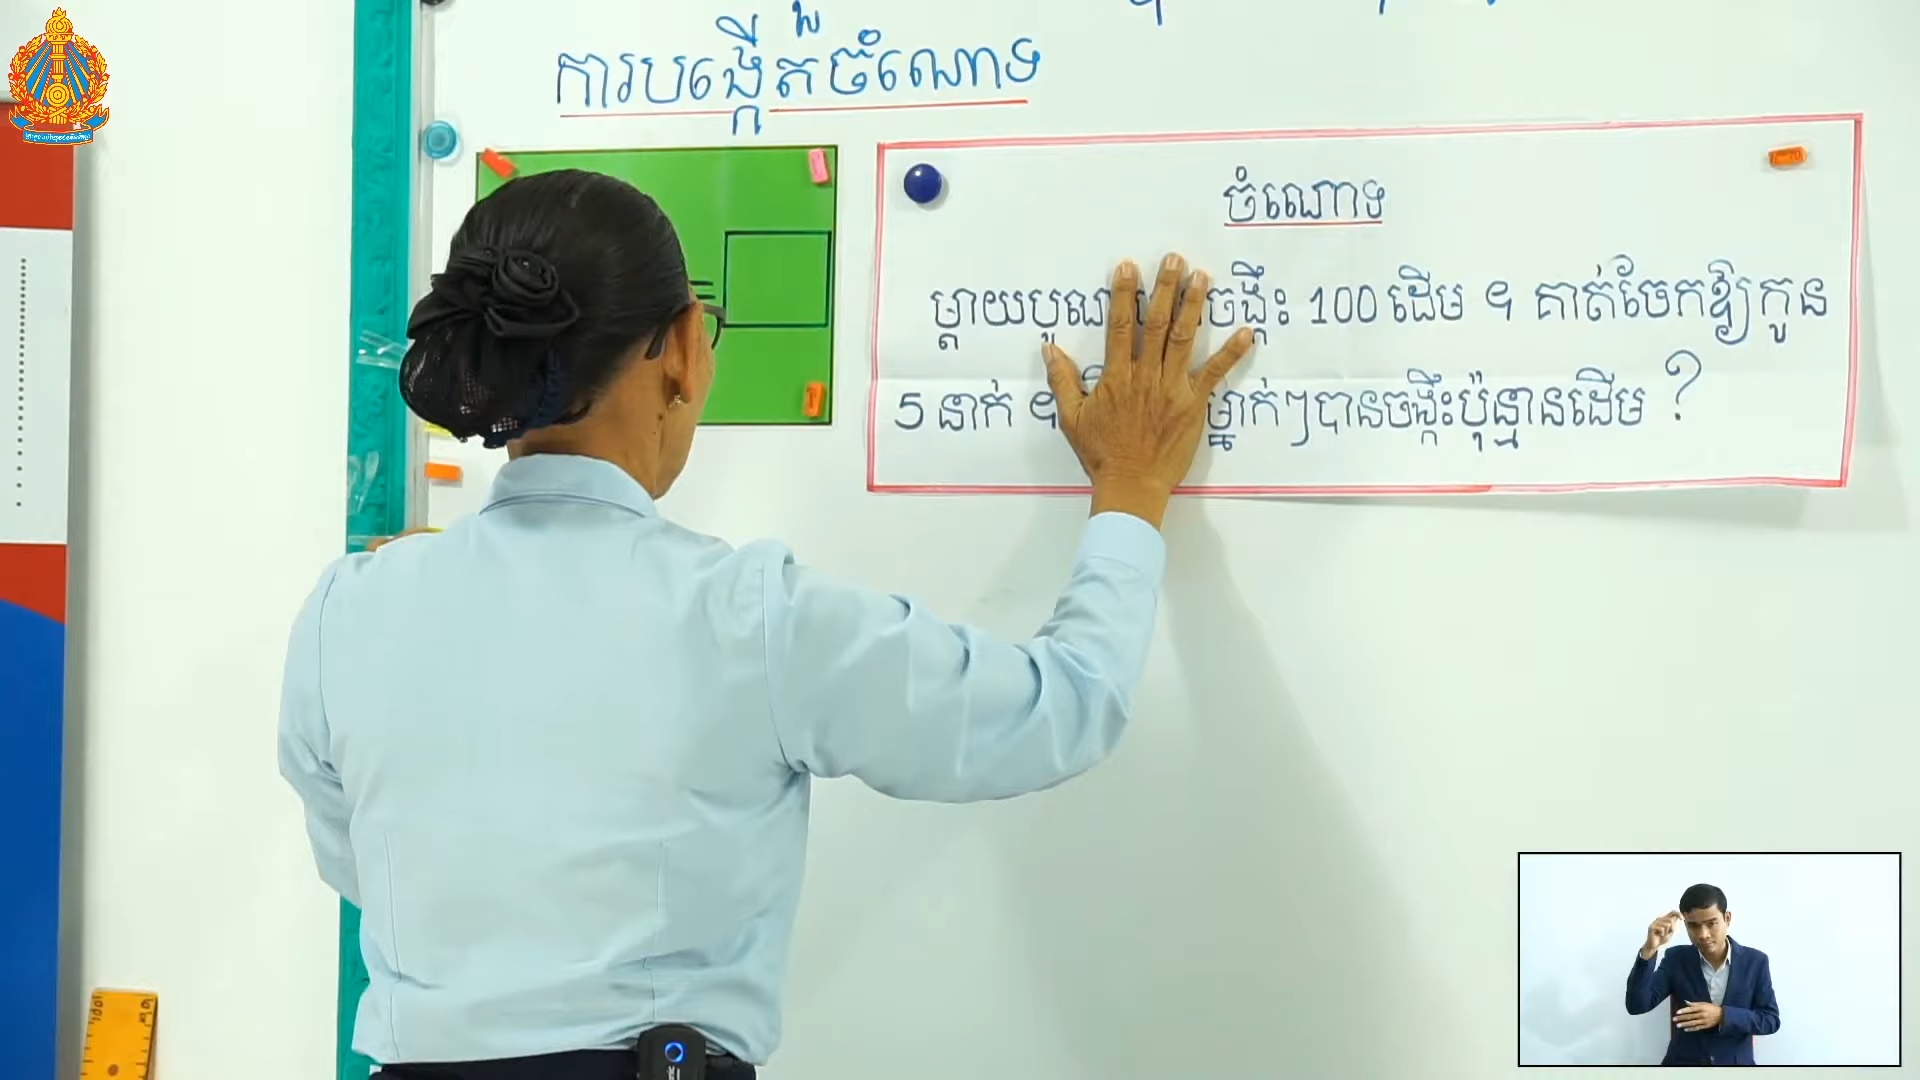 ការបង្កើតចំណោទ
ចំណោទ
ម្ដាយបូណា ចង្កឹះ 100 ដើម ។ គាត់ចែកឱ្យកូន
5 នាក់ ។ ម្នាក់ៗបានចង្កឹះប៉ុន្មានដើម ?